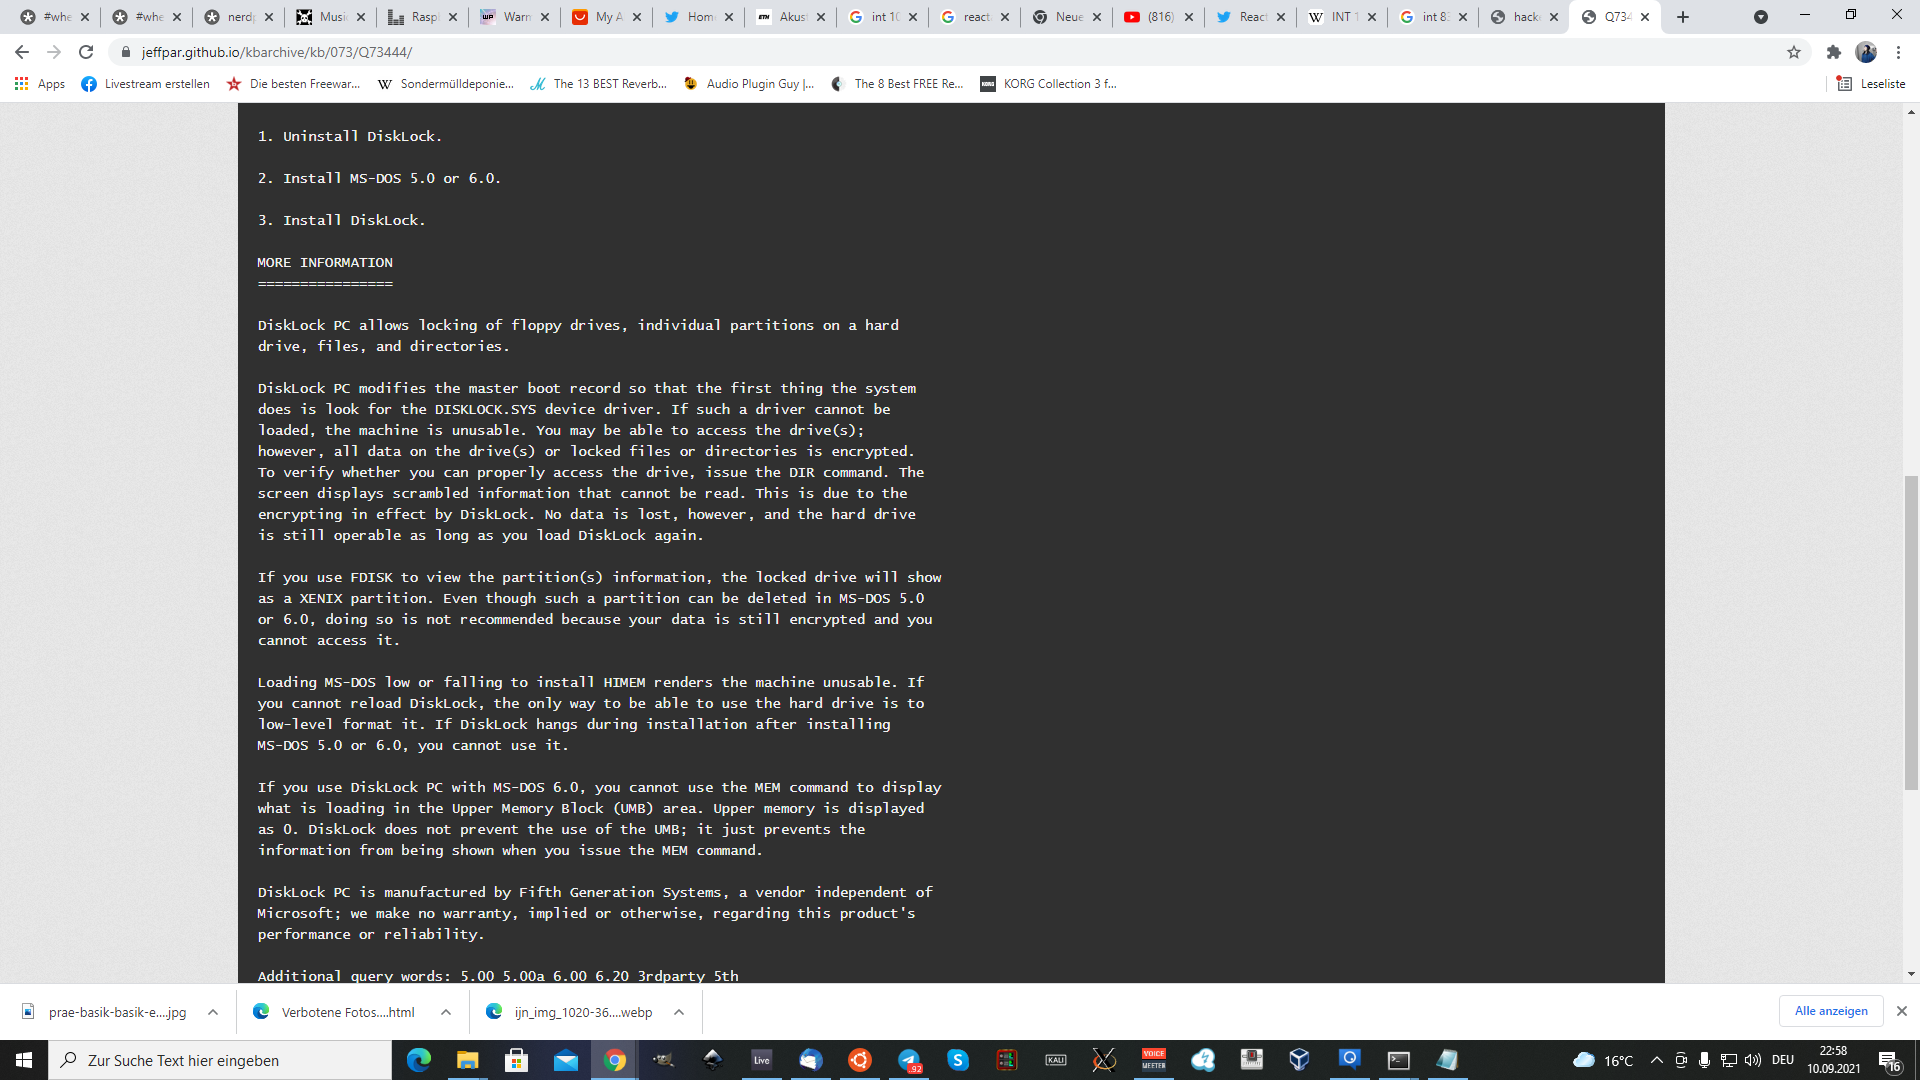 #whe
#whe
nerdp
Music
Raspl
Warn
My A
Hom
Akust
int 10
react
Neue
(816)
React
INT 1
int 8
hack
Q734
jeffpar.github.io/kbarchive/kb/073/Q73444/
Apps
Livestream erstellen
Die besten Freewar...
Sondermülldeponie...
The 13 BEST Reverb...
Audio Plugin Guy |...
The 8 Best FREE Re...
KORG Collection 3 f...
Leseliste
1. Uninstall DiskLock.
2. Install MS-DOS 5.0 or 6.0.
3. Install DiskLock.
MORE INFORMATION
================
DiskLock PC allows locking of floppy drives, individual partitions on a hard
drive, files, and directories.
DiskLock PC modifies the master boot record so that the first thing the system
does is look for the DISKLOCK.SYS device driver. If such a driver cannot be
loaded, the machine is unusable. You may be able to access the drive(s);
however, all data on the drive(s) or locked files or directories is encrypted.
To verify whether you can properly access the drive, issue the DIR command. The
screen displays scrambled information that cannot be read. This is due to the
encrypting in effect by DiskLock. No data is lost, however, and the hard drive
is still operable as long as you load DiskLock again.
If you use FDISK to view the partition(s) information, the locked drive will show
as a XENIX partition. Even though such a partition can be deleted in MS-DOS 5.0
or 6.0, doing so is not recommended because your data is still encrypted and you
cannot access it.
Loading MS-DOS low or falling to install HIMEM renders the machine unusable. If
you cannot reload DiskLock, the only way to be able to use the hard drive is to
low-level format it. If DiskLock hangs during installation after installing
MS-DOS 5.0 or 6.0, you cannot use it.
If you use DiskLock PC with MS-DOS 6.0, you cannot use the MEM command to display
what is loading in the Upper Memory Block (UMB) area. Upper memory is displayed
as 0. DiskLock does not prevent the use of the UMB; it just prevents the
information from being shown when you issue the MEM command.
DiskLock PC is manufactured by Fifth Generation Systems, a vendor independent of
Microsoft; we make no warranty, implied or otherwise, regarding this product's
performance or reliability.
Additional query words: 5.00 5.00a 6.00 6.20 3rdparty 5th
prae-basik-basik-e....jpg
Verbotene Fotos....html
ijn_img_1020-36....webp
Alle anzeigen
Zur Suche Text hier eingeben
Live
92
KALI
VOICE
MEETER
16°C
DEU
22:58
10.09.2021
16